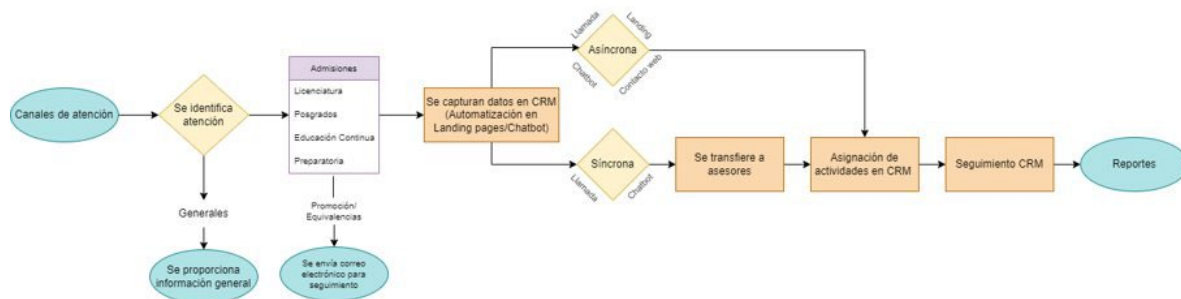 Canales de atención
Se identifica
atención
Generales
Se proporciona
información general
Admisiones
Licenciatura
Posgrados
Educación Continua
Preparatoria
Promoción/
Equivalencias
Se envía correo
electrónico para
seguimiento
Se capturan datos en CRM
(Automatización en
Landing pages/Chatbot)
Llamada
Landing
Asíncrona
Chatbot
Contacto web
Síncrona
Llamada
Chatbot
Se transfiere a
asesores
Asignación de
actividades en CRM
Seguimiento CRM
Reportes